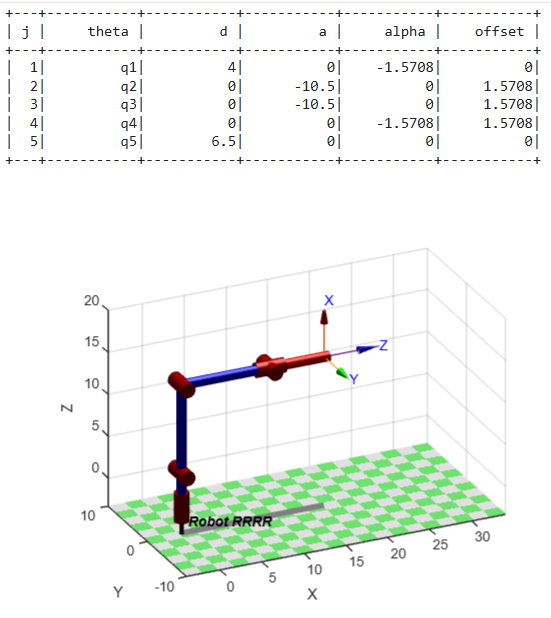 +---+-----------+-----------+-----------+-----------+-----------+
| j |     theta |         d |         a |     alpha |    offset |
+---+-----------+-----------+-----------+-----------+-----------+
|  1|         q1|          4|          0|    -1.5708|          0|
|  2|         q2|          0|      -10.5|          0|     1.5708|
|  3|         q3|          0|      -10.5|          0|     1.5708|
|  4|         q4|          0|          0|    -1.5708|     1.5708|
|  5|         q5|        6.5|          0|          0|          0|
+---+-----------+-----------+-----------+-----------+-----------+
20
15
10
5
0
Z
X
Z
Y
Robot RRRR
10
0
-10
Y
0
5
10
15
20
25
30
X